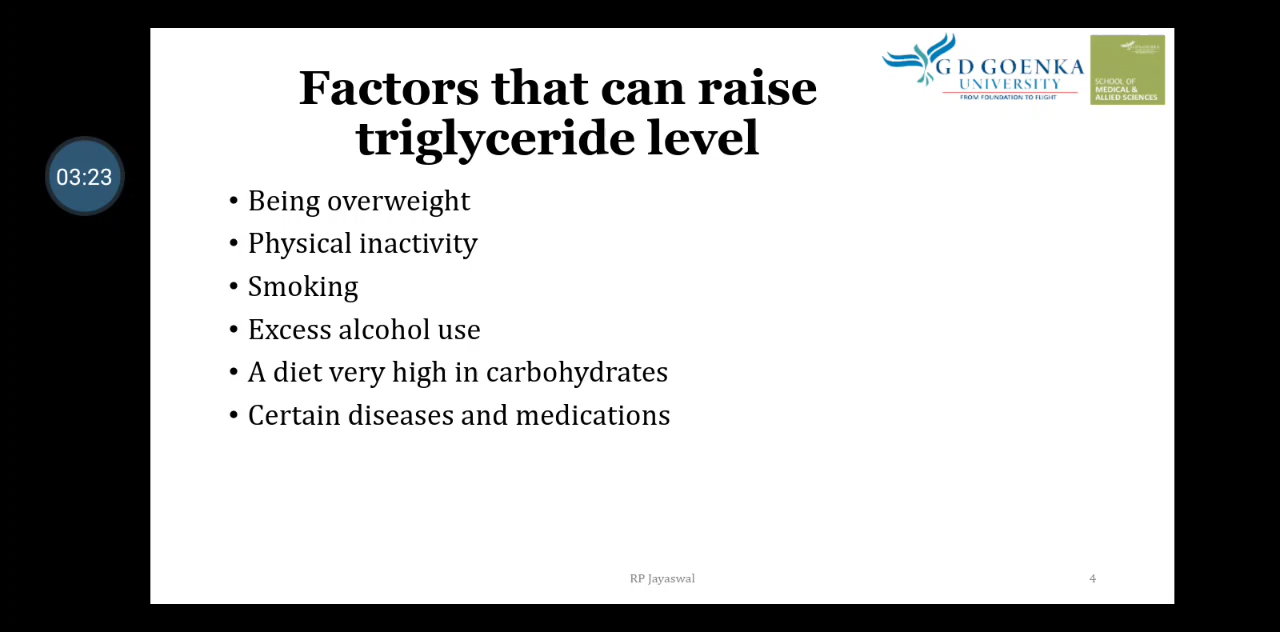 Factors that can raise
triglyceride level
G D GOENKA
UNIVERSITY
FROM FOUNDATION TO FLIGHT
SCHOOL OF
MEDICAL &
ALLIED SCIENCES
03:23
• Being overweight
• Physical inactivity
• Smoking
• Excess alcohol use
• A diet very high in carbohydrates
• Certain diseases and medications
RP Jayaswal
4